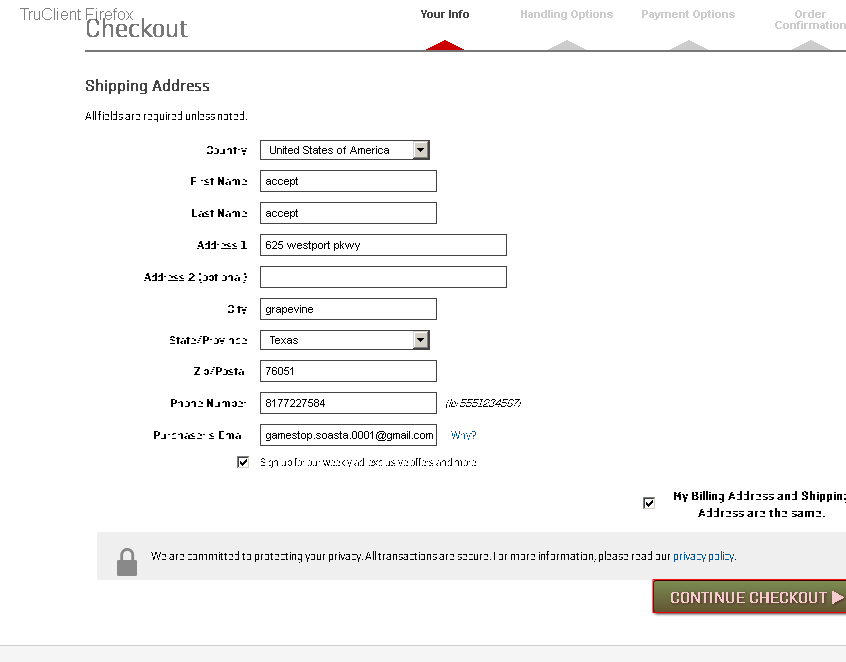 TruClient Firefox
Checkout
Your Info
Handling Options
Payment Options
Order
Confirmation
Shipping Address
All fields are required unless noted.
Country United States of America
First Name accept
Last Name accept
Address 1 625 westport pkwy
Address 2 (optional)
City grapevine
State/Province Texas
Zip/Postal 76051
Phone Number 8177227584 (ie: 5551234567)
Purchaser's Email gamestop.soasta.0001@gmail.com Why?
Sign up for our weekly ad, exclusive offers and more
My Billing Address and Shipping
Address are the same.
We are committed to protecting your privacy. All transactions are secure. For more information, please read our privacy policy.
CONTINUE CHECKOUT